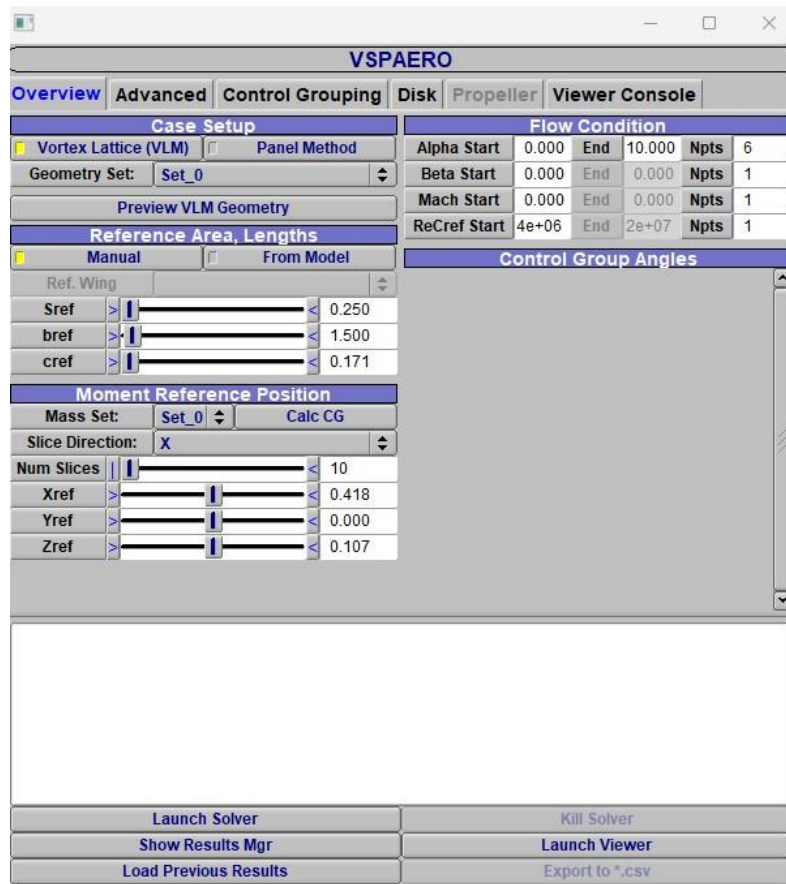 VSPAERO
Overview Advanced Control Grouping Disk Propeller Viewer Console
Case Setup
Vortex Lattice (VLM) Panel Method
Geometry Set: Set_0
Preview VLM Geometry
Reference Area, Lengths
Manual From Model
Ref. Wing
Sref > < 0.250
bref > < 1.500
cref > < 0.171
Moment Reference Position
Mass Set: Set_0 Calc CG
Slice Direction: X
Num Slices | < 10
Xref > < 0.418
Yref > < 0.000
Zref > < 0.107
Flow Condition
Alpha Start 0.000 End 10.000 Npts 6
Beta Start 0.000 End 0.000 Npts 1
Mach Start 0.000 End 0.000 Npts 1
ReCref Start 4e+06 End 2e+07 Npts 1
Control Group Angles
Launch Solver Kill Solver
Show Results Mgr Launch Viewer
Load Previous Results Export to *.csv